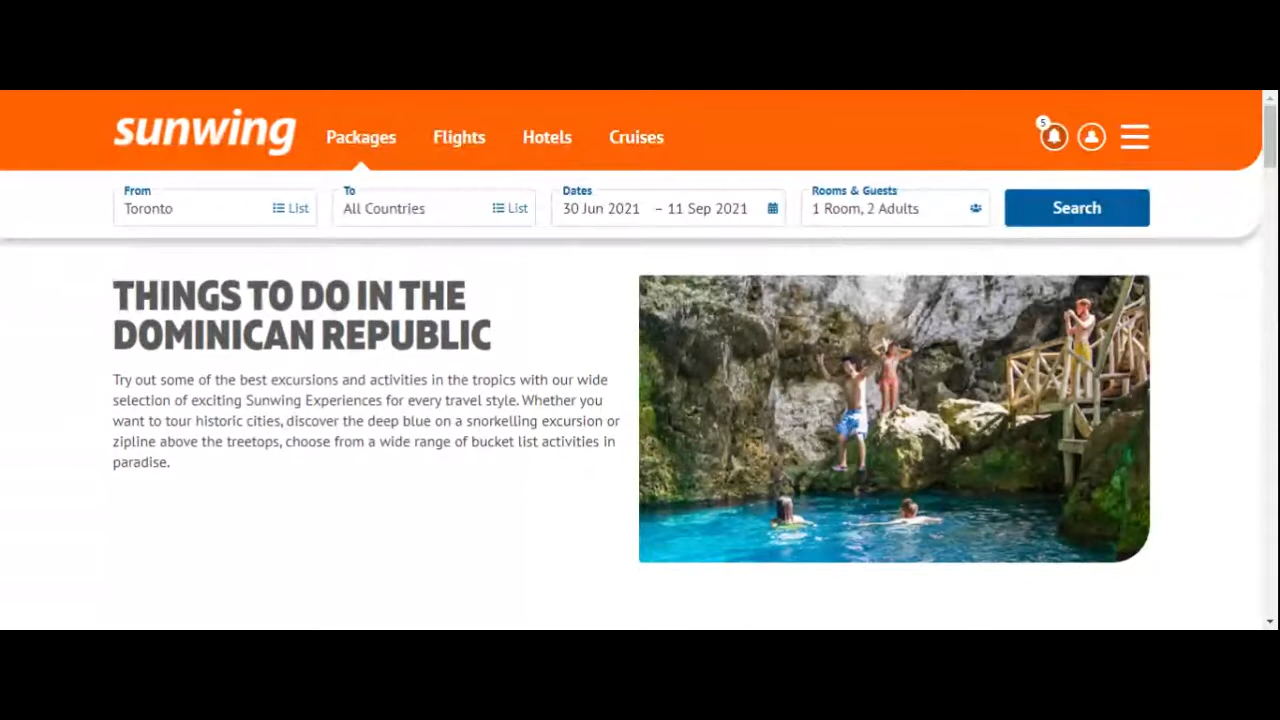 sunwing
Packages Flights Hotels Cruises
5
From To Dates Rooms & Guests
Toronto List All Countries List 30 Jun 2021 – 11 Sep 2021 1 Room, 2 Adults Search
THINGS TO DO IN THE
DOMINICAN REPUBLIC
Try out some of the best excursions and activities in the tropics with our wide
selection of exciting Sunwing Experiences for every travel style. Whether you
want to tour historic cities, discover the deep blue on a snorkelling excursion or
zipline above the treetops, choose from a wide range of bucket list activities in
paradise.